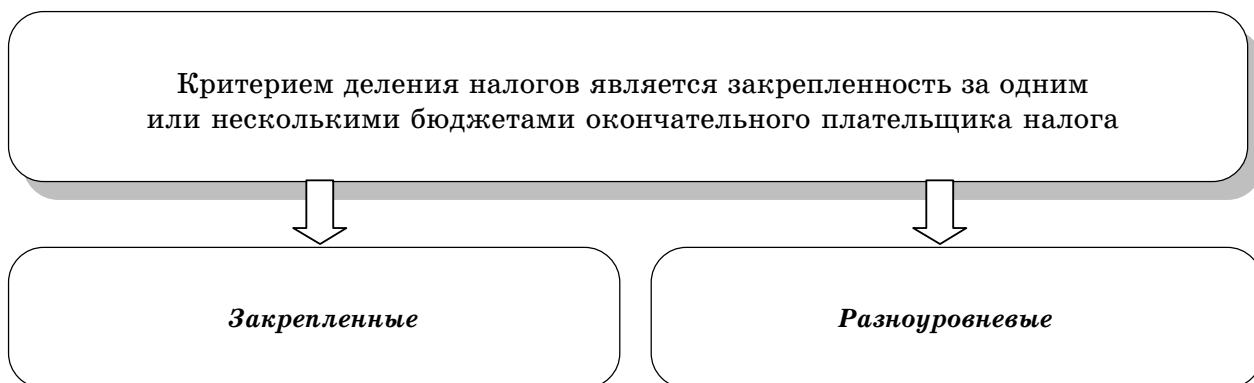 Критерием деления налогов является закрепленность за одним
или несколькими бюджетами окончательного плательщика налога
Закрепленные
Разноуровневые